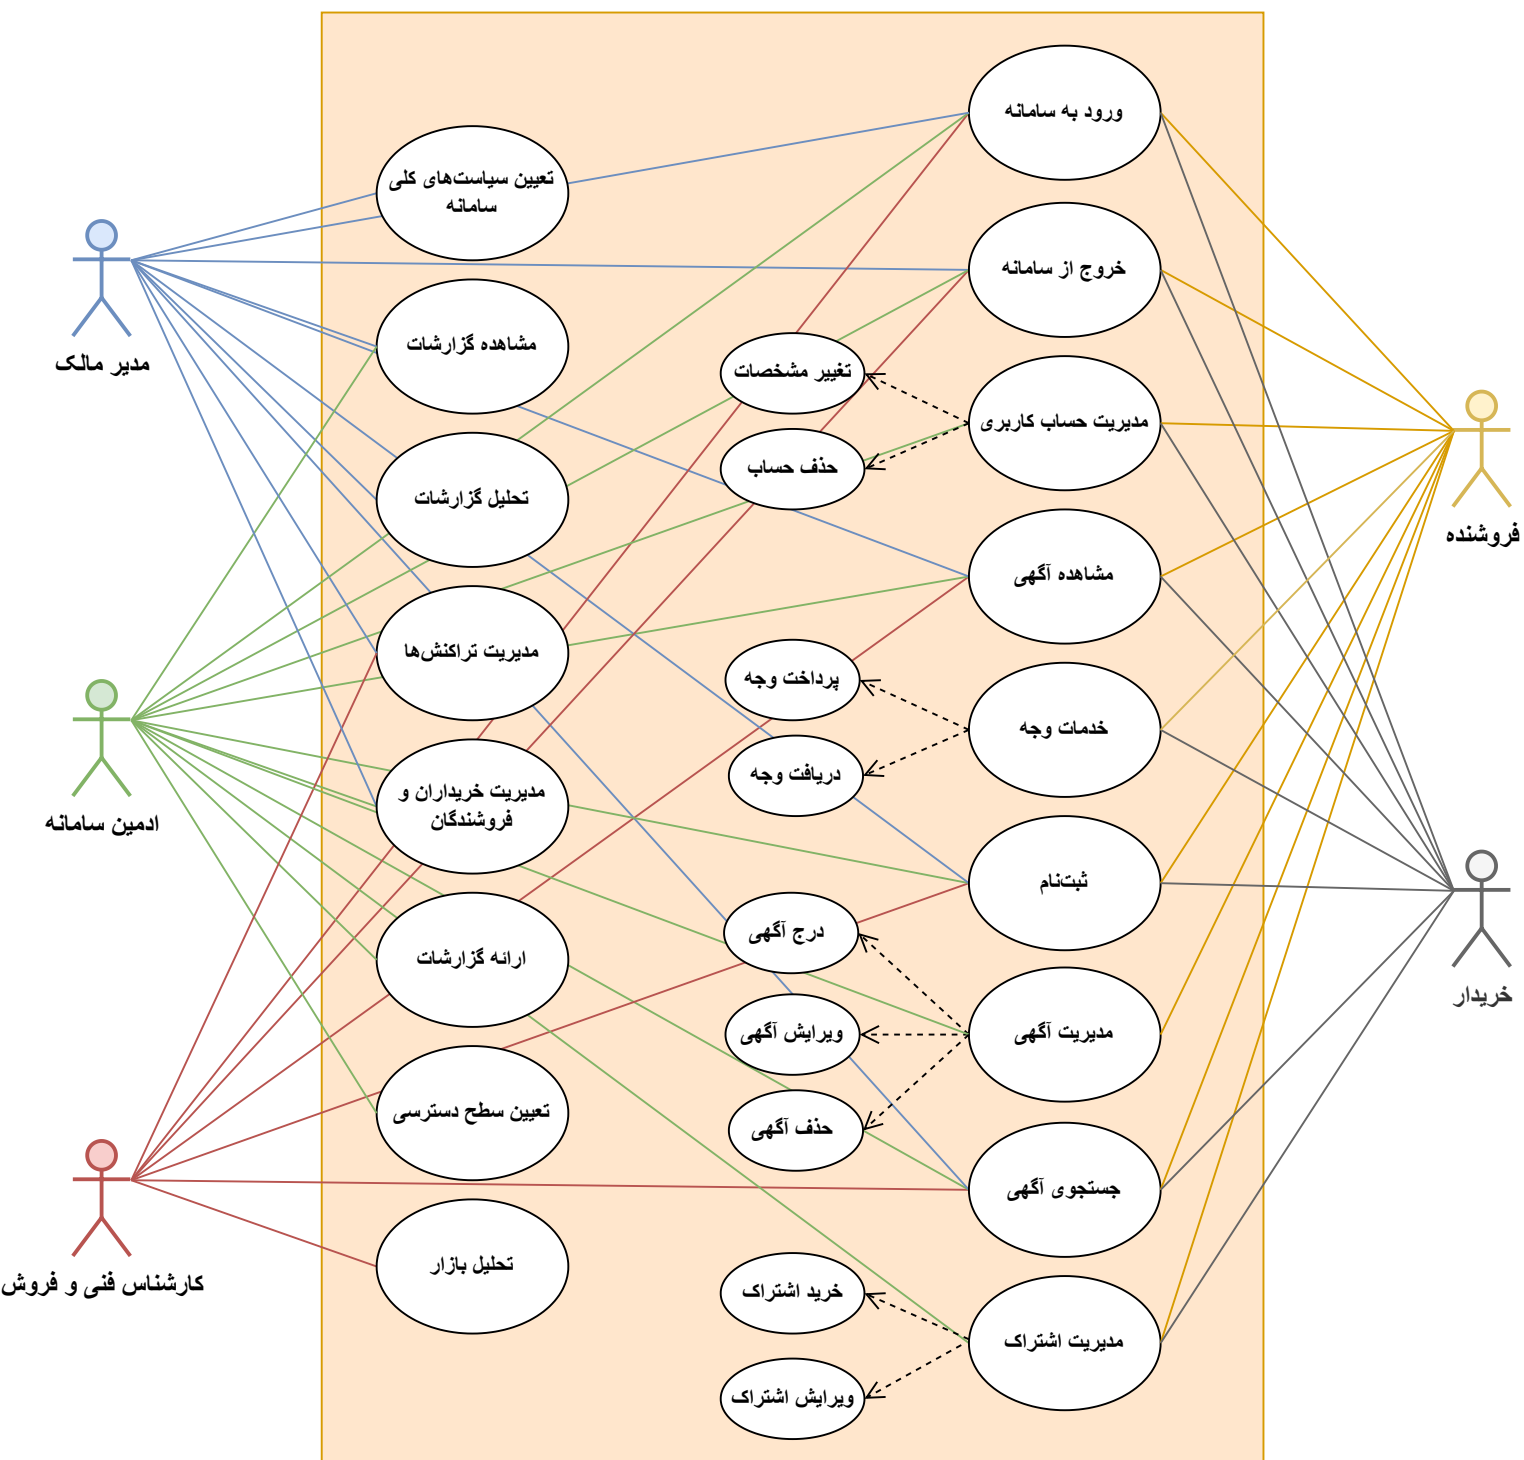 ورود به سامانه
تعیین سیاست‌های کلی
سامانه
خروج از سامانه
مشاهده گزارشات
مدیر مالک
تغییر مشخصات
مدیریت حساب کاربری
حذف حساب
تحلیل گزارشات
فروشنده
مشاهده آگهی
مدیریت تراکنش‌ها
پرداخت وجه
خدمات وجه
دریافت وجه
مدیریت خریداران و
فروشندگان
ادمین سامانه
ثبت‌نام
درج آگهی
ارائه گزارشات
خریدار
مدیریت آگهی
ویرایش آگهی
تعیین سطح دسترسی
حذف آگهی
جستجوی آگهی
تحلیل بازار
کارشناس فنی و فروش
خرید اشتراک
مدیریت اشتراک
ویرایش اشتراک